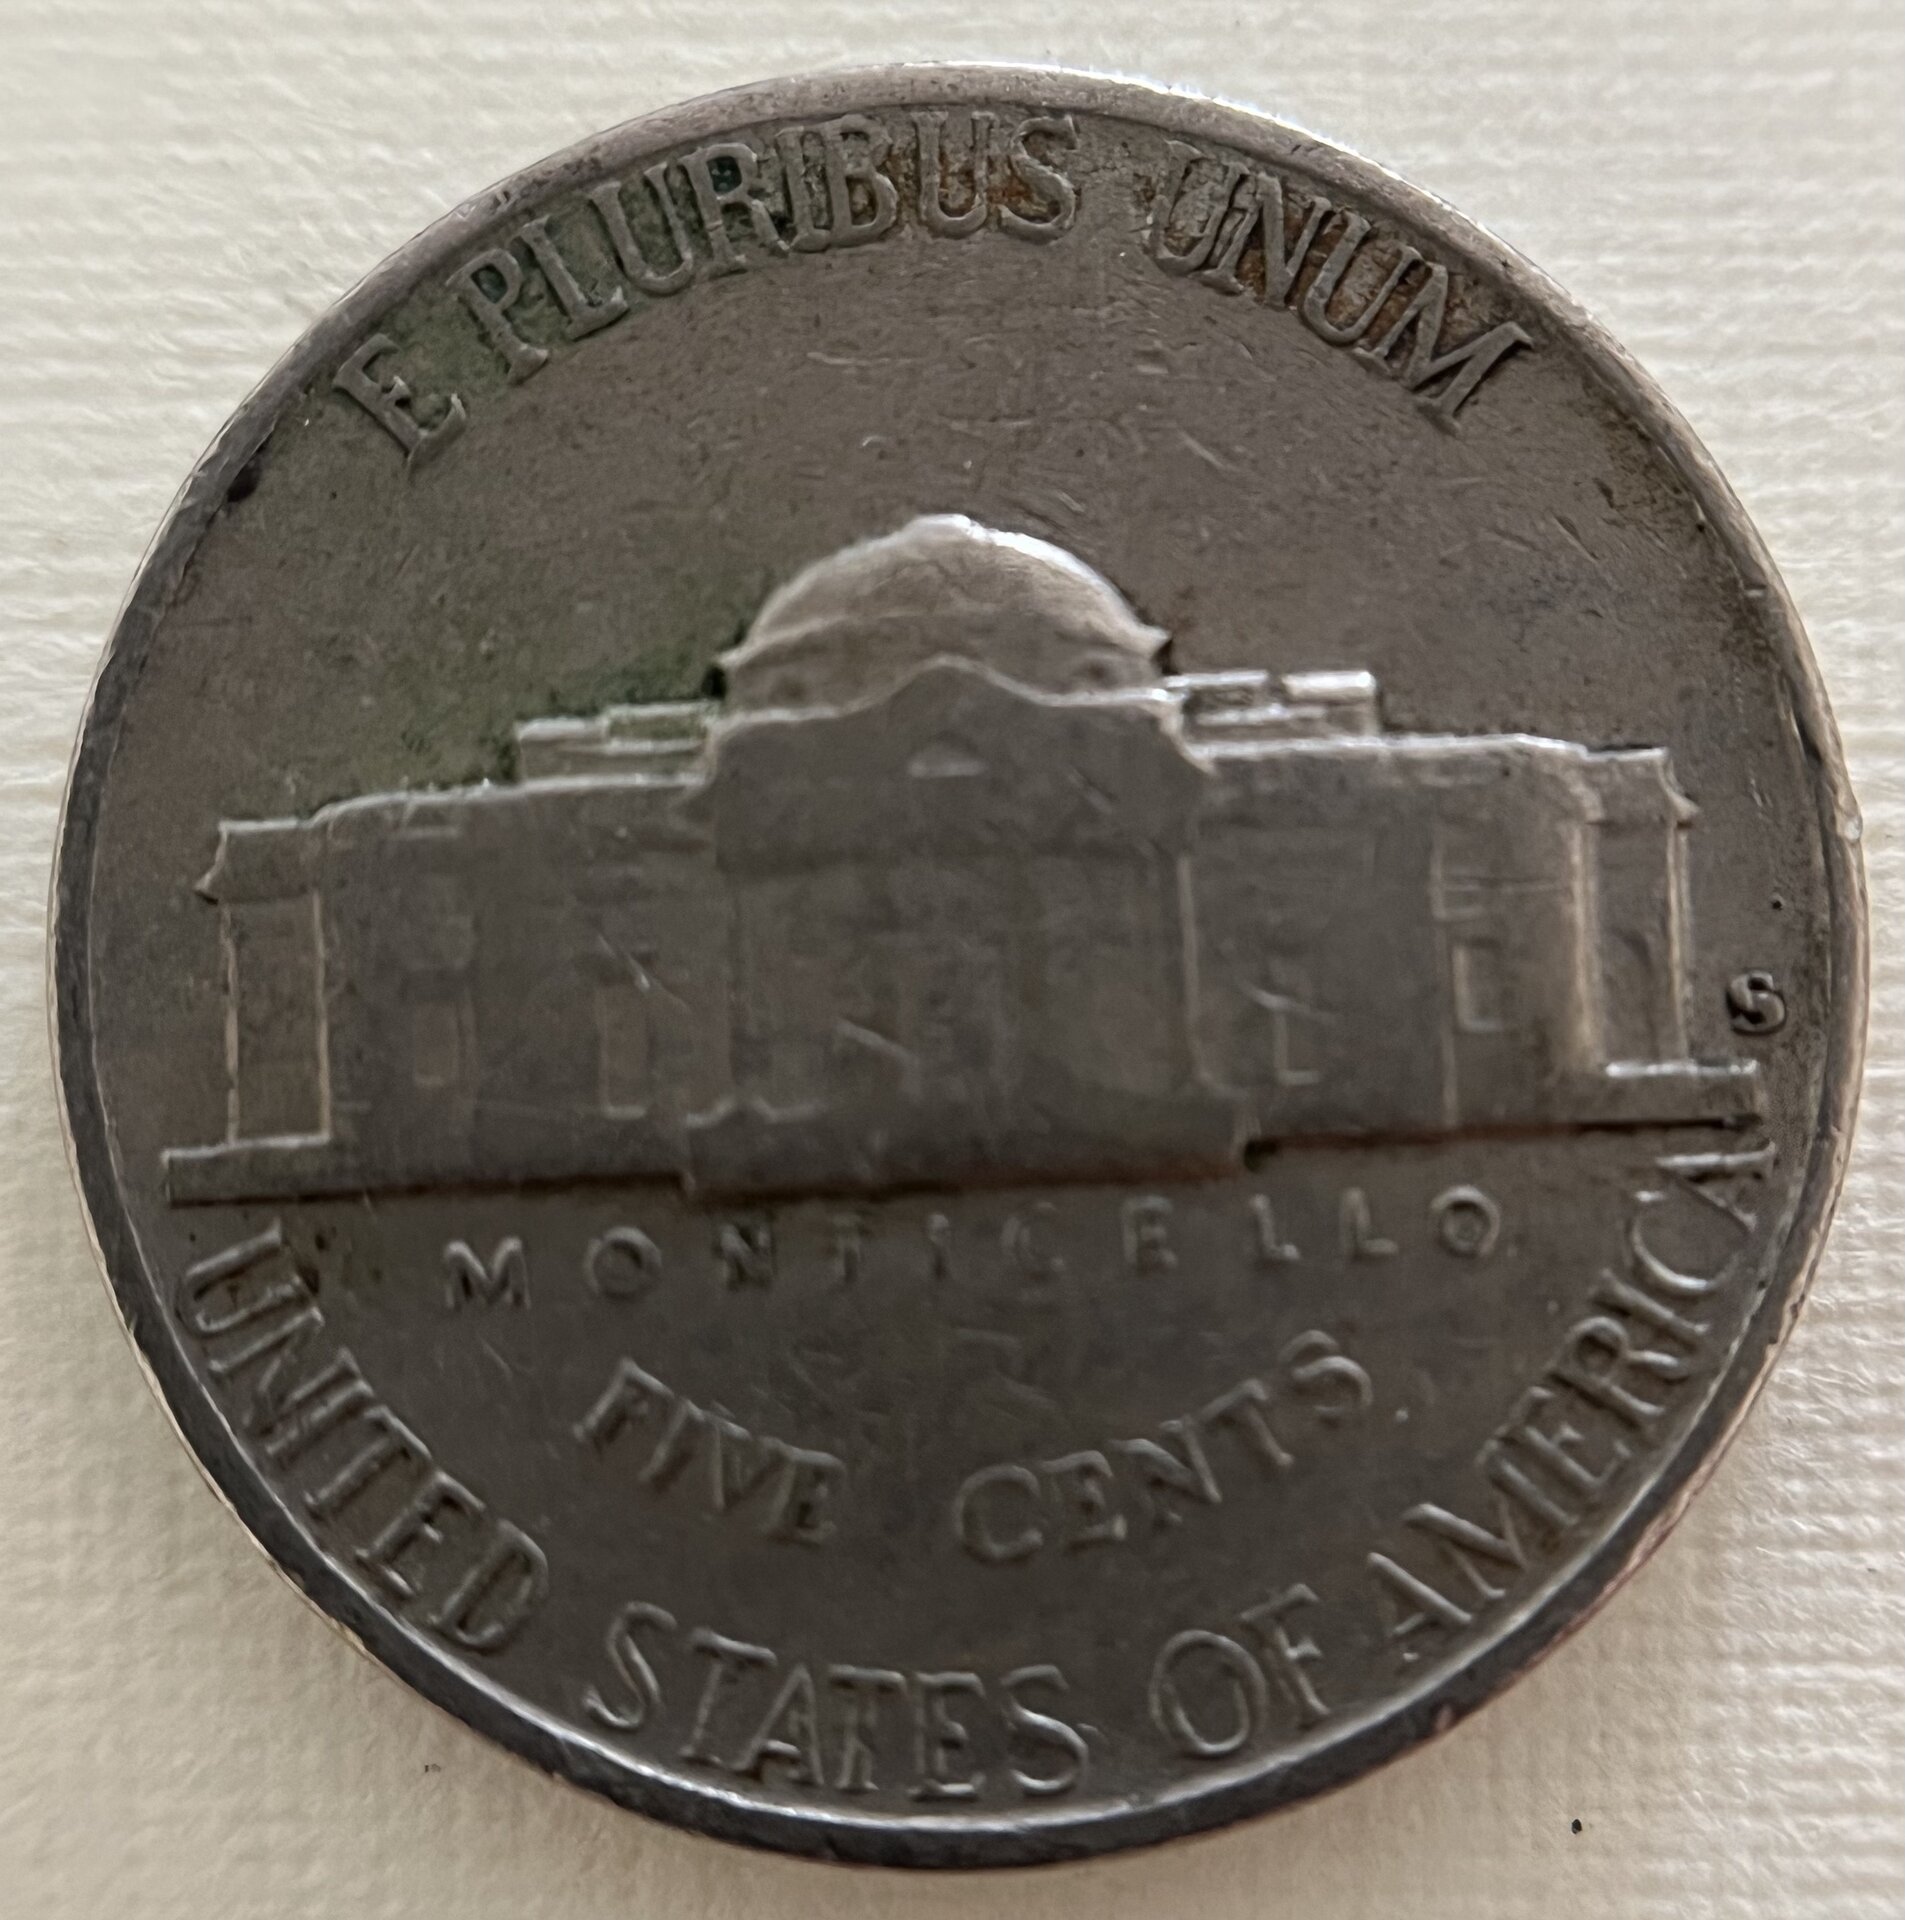 E PLURIBUS UNUM
S
MONTICELLO
FIVE CENTS
UNITED STATES OF AMERICA